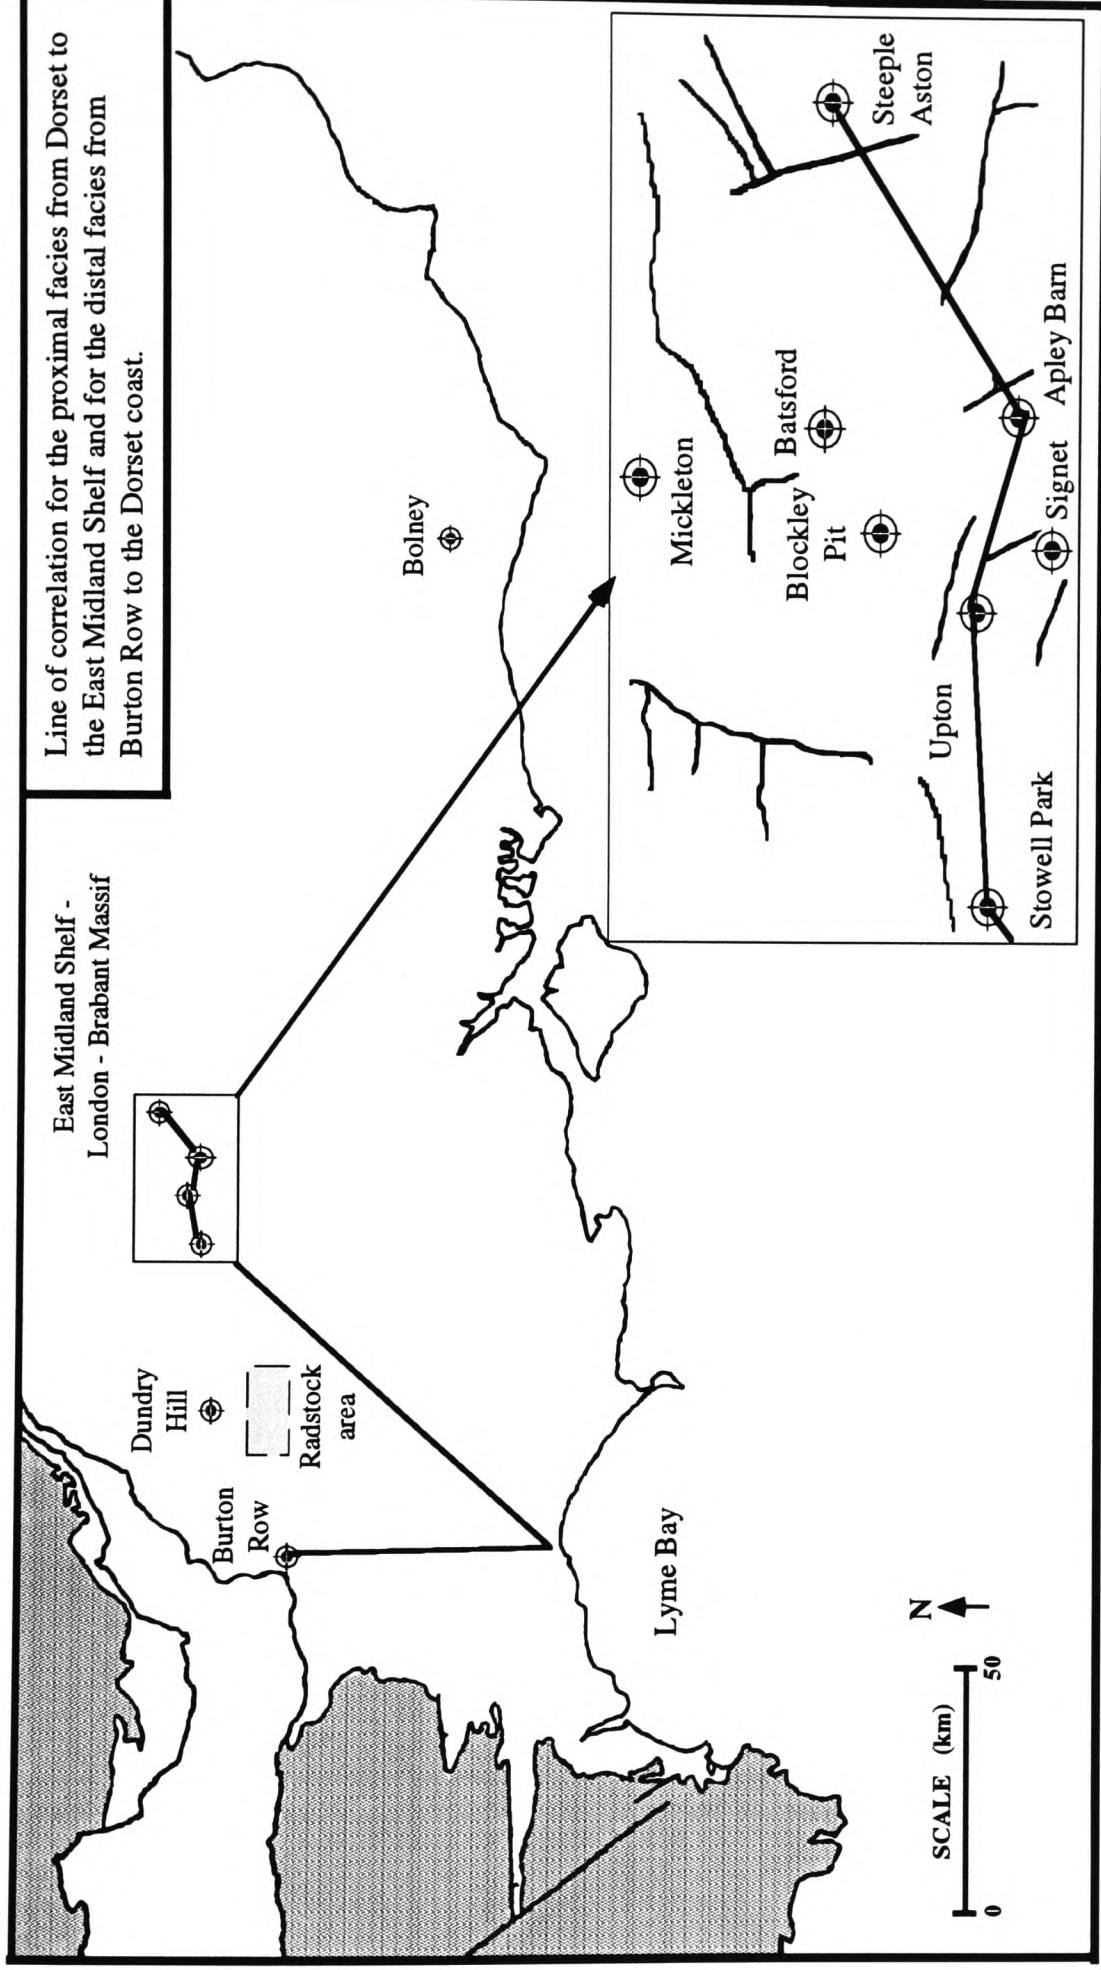 Line of correlation for the proximal facies from Dorset to
the East Midland Shelf and for the distal facies from
Burton Row to the Dorset coast.
East Midland Shelf -
London - Brabant Massif
Dundry
Hill
Radstock
area
Burton
Row
Bolney
Lyme Bay
N
SCALE (km)
0
50
Mickleton
Batsford
Blockley
Pit
Steeple
Aston
Apley Barn
Signet
Upton
Stowell Park